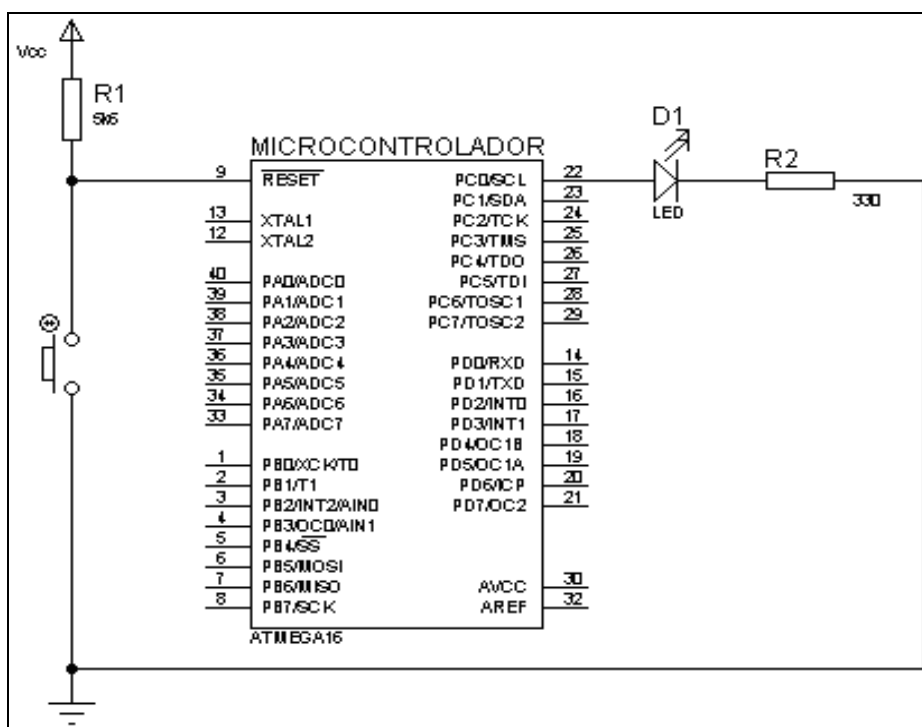 Vcc
R1
5k6
MICROCONTROLADOR
D1
LED
R2
330
9 RESET
13 XTAL1
12 XTAL2
40 PA0/ADC0
39 PA1/ADC1
38 PA2/ADC2
37 PA3/ADC3
36 PA4/ADC4
35 PA5/ADC5
34 PA6/ADC6
33 PA7/ADC7
1 PB0/XCK/T0
2 PB1/T1
3 PB2/INT2/AIN0
4 PB3/OC0/AIN1
5 PB4/SS
6 PB5/MOSI
7 PB6/MISO
8 PB7/SCK
PC0/SCL 22
PC1/SDA 23
PC2/TCK 24
PC3/TMS 25
PC4/TDO 26
PC5/TDI 27
PC6/TOSC1 28
PC7/TOSC2 29
PD0/RXD 14
PD1/TXD 15
PD2/INT0 16
PD3/INT1 17
PD4/OC1B 18
PD5/OC1A 19
PD6/ICP 20
PD7/OC2 21
AVCC 30
AREF 32
ATMEGA16